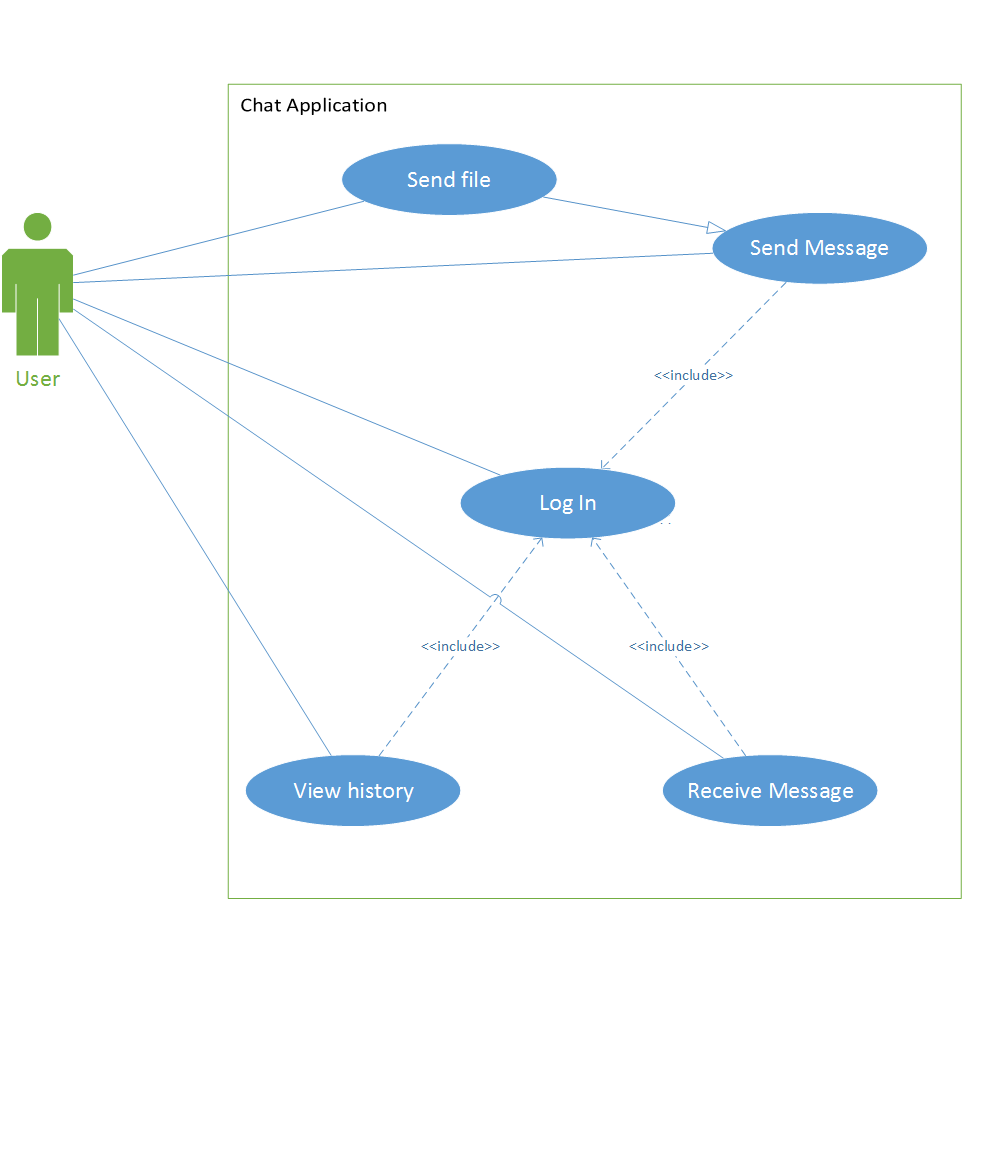 Chat Application
Send file
Send Message
User
<<include>>
Log In
<<include>>
<<include>>
View history
Receive Message